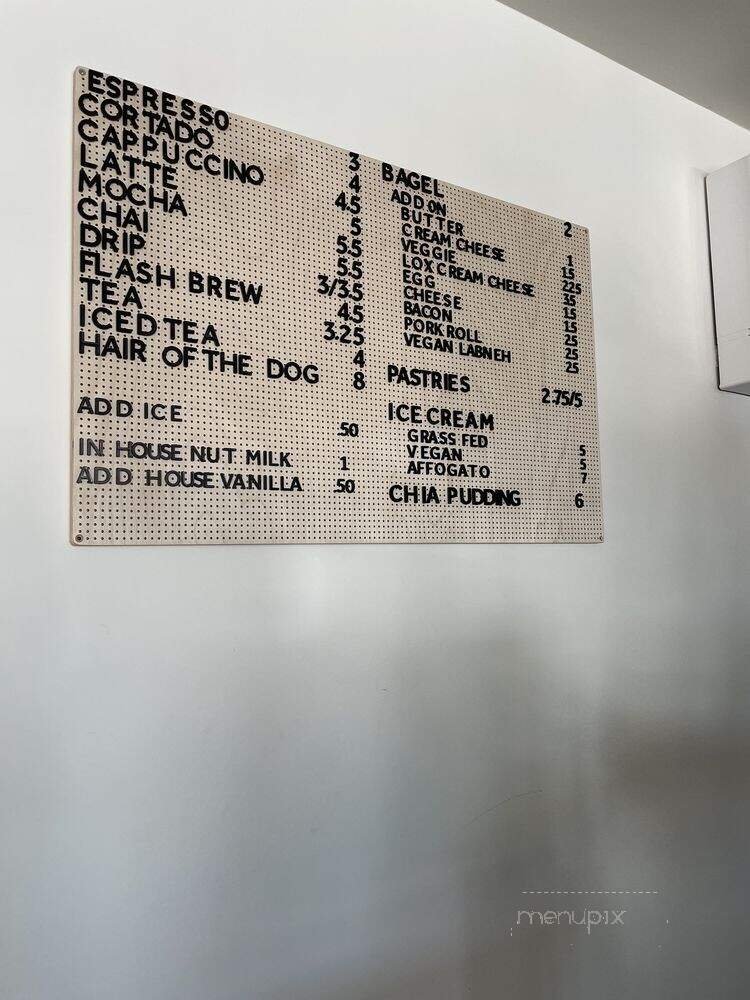 ESPRESSO 3
CORTADO 4
CAPPUCCINO 4.5
LATTE 5
MOCHA 5.5
CHAI 5.5
DRIP 3/3.5
FLASH BREW 4.5
TEA 3.25
ICED TEA 4
HAIR OF THE DOG 8
ADD ICE .50
IN HOUSE NUT MILK 1
ADD HOUSE VANILLA .50
BAGEL 2
ADD ON
BUTTER 1
CREAM CHEESE 1.5
VEGGIE 2.25
LOX CREAM CHEESE 3.5
EGG 1.5
CHEESE 1.5
BACON 2.5
PORK ROLL 2.5
VEGAN LABNEH 2.5
PASTRIES 2.75/5
ICE CREAM
GRASS FED 5
VEGAN 5
AFFOGATO 7
CHIA PUDDING 6
menupix